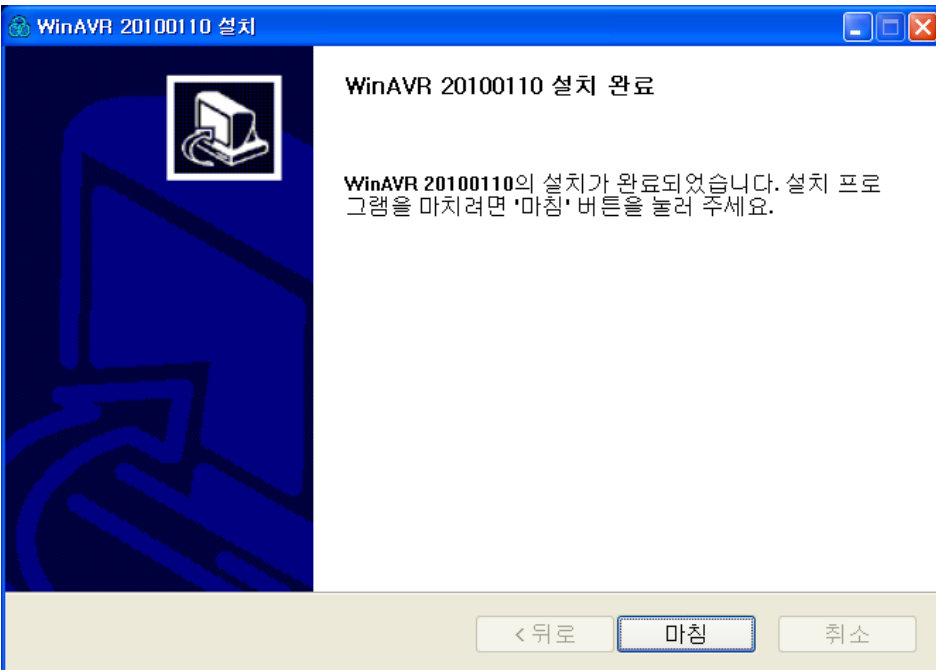 WinAVR 20100110 설치
WinAVR 20100110 설치 완료
WinAVR 20100110의 설치가 완료되었습니다. 설치 프로
그램을 마치려면 '마침' 버튼을 눌러 주세요.
< 뒤로 마침 취소